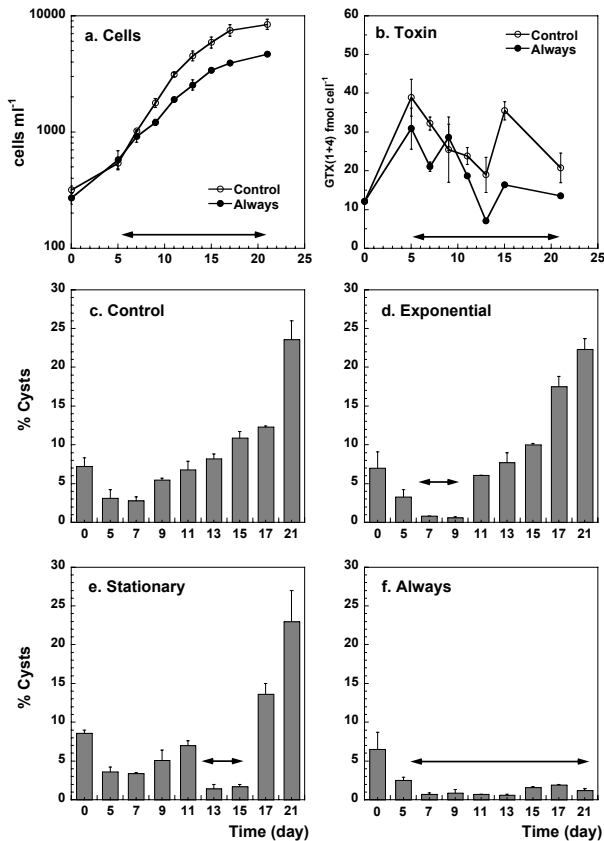 a. Cells
cells ml-1
10000
1000
100
Control
Always
0 5 10 15 20 25
b. Toxin
GTX(1+4) fmol cell-1
60
50
40
30
20
10
0
Control
Always
0 5 10 15 20 25
c. Control
% Cysts
30
25
20
15
10
5
0
0 5 7 9 11 13 15 17 21
d. Exponential
30
25
20
15
10
5
0
0 5 7 9 11 13 15 17 21
e. Stationary
% Cysts
30
25
20
15
10
5
0
0 5 7 9 11 13 15 17 21
Time (day)
f. Always
30
25
20
15
10
5
0
0 5 7 9 11 13 15 17 21
Time (day)